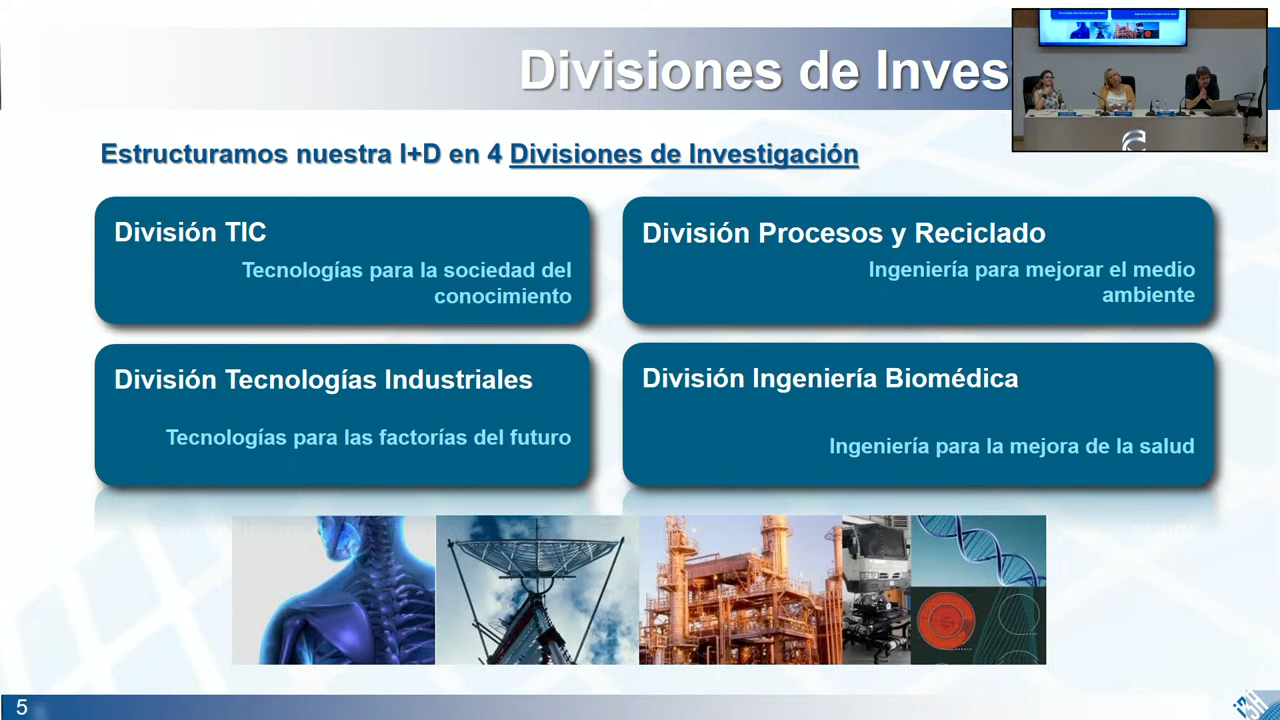 Divisiones de Inves
Estructuramos nuestra I+D en 4 Divisiones de Investigación
División TIC
Tecnologías para la sociedad del
conocimiento
División Procesos y Reciclado
Ingeniería para mejorar el medio
ambiente
División Tecnologías Industriales
Tecnologías para las factorías del futuro
División Ingeniería Biomédica
Ingeniería para la mejora de la salud
5
i3A